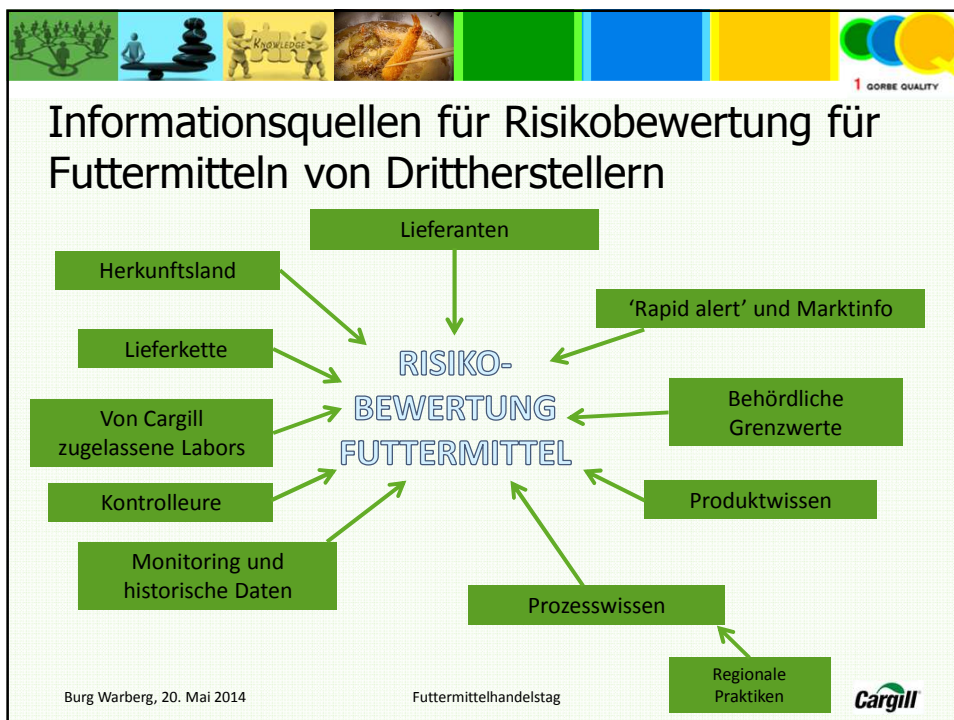 KNOWLEDGE
1 GORBE QUALITY
Informationsquellen für Risikobewertung für
Futtermitteln von Drittherstellern
Lieferanten
Herkunftsland
‘Rapid alert’ und Marktinfo
Lieferkette
RISIKO-
BEWERTUNG
FUTTERMITTEL
Behördliche
Grenzwerte
Von Cargill
zugelassene Labors
Kontrolleure
Produktwissen
Monitoring und
historische Daten
Prozesswissen
Regionale
Praktiken
Burg Warberg, 20. Mai 2014
Futtermittelhandelstag
Cargill